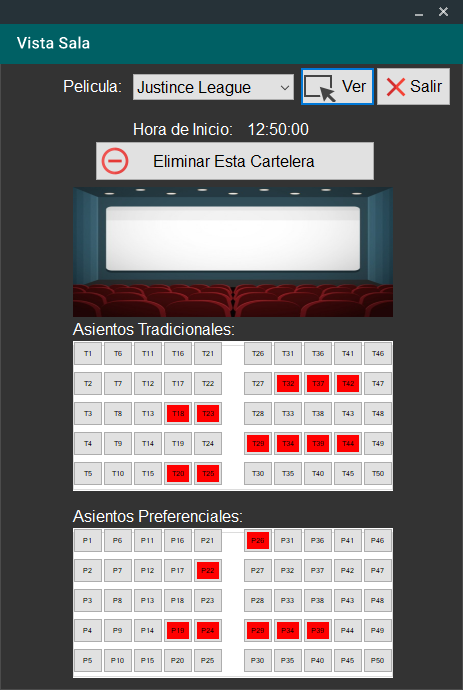 Vista Sala
Pelicula: Justince League Ver Salir
Hora de Inicio: 12:50:00
Eliminar Esta Cartelera
Asientos Tradicionales:
T1 T6 T11 T16 T21 T26 T31 T36 T41 T46
T2 T7 T12 T17 T22 T27 T32 T37 T42 T47
T3 T8 T13 T18 T23 T28 T33 T38 T43 T48
T4 T9 T14 T19 T24 T29 T34 T39 T44 T49
T5 T10 T15 T20 T25 T30 T35 T40 T45 T50
Asientos Preferenciales:
P1 P6 P11 P16 P21 P26 P31 P36 P41 P46
P2 P7 P12 P17 P22 P27 P32 P37 P42 P47
P3 P8 P13 P18 P23 P28 P33 P38 P43 P48
P4 P9 P14 P19 P24 P29 P34 P39 P44 P49
P5 P10 P15 P20 P25 P30 P35 P40 P45 P50